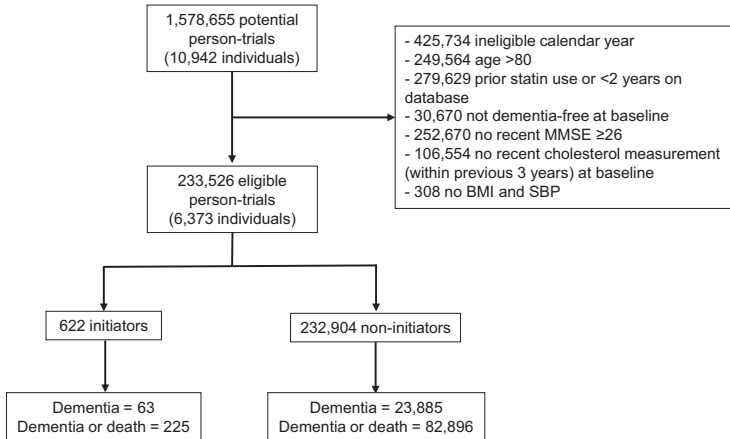 1,578,655 potential
person-trials
(10,942 individuals)
- 425,734 ineligible calendar year
- 249,564 age >80
- 279,629 prior statin use or <2 years on
database
- 30,670 not dementia-free at baseline
- 252,670 no recent MMSE ≥26
- 106,554 no recent cholesterol measurement
(within previous 3 years) at baseline
- 308 no BMI and SBP
233,526 eligible
person-trials
(6,373 individuals)
622 initiators
232,904 non-initiators
Dementia = 63
Dementia or death = 225
Dementia = 23,885
Dementia or death = 82,896